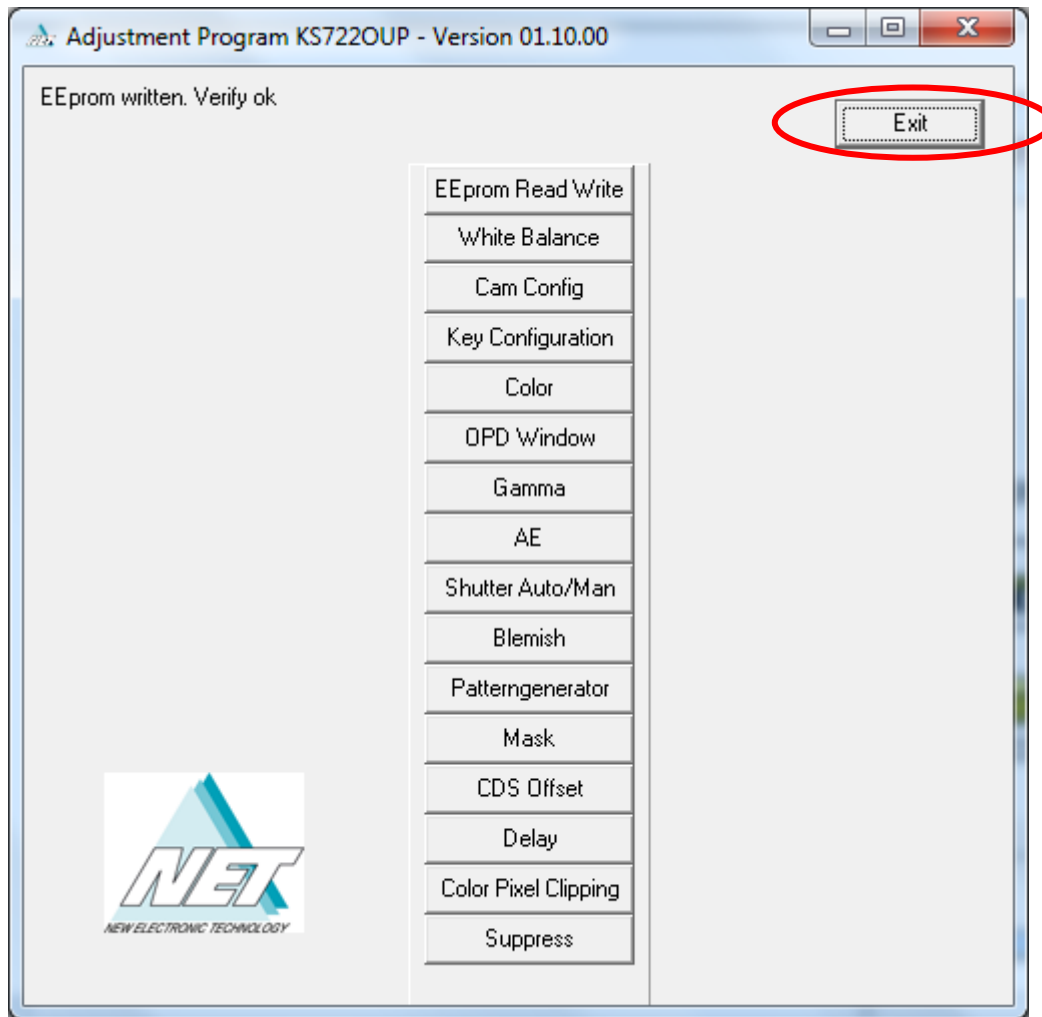 Adjustment Program KS722OUP - Version 01.10.00
EEprom written. Verify ok
Exit
EEprom Read Write
White Balance
Cam Config
Key Configuration
Color
OPD Window
Gamma
AE
Shutter Auto/Man
Blemish
Patterngenerator
Mask
CDS Offset
Delay
Color Pixel Clipping
Suppress
NET
NEW ELECTRONIC TECHNOLOGY